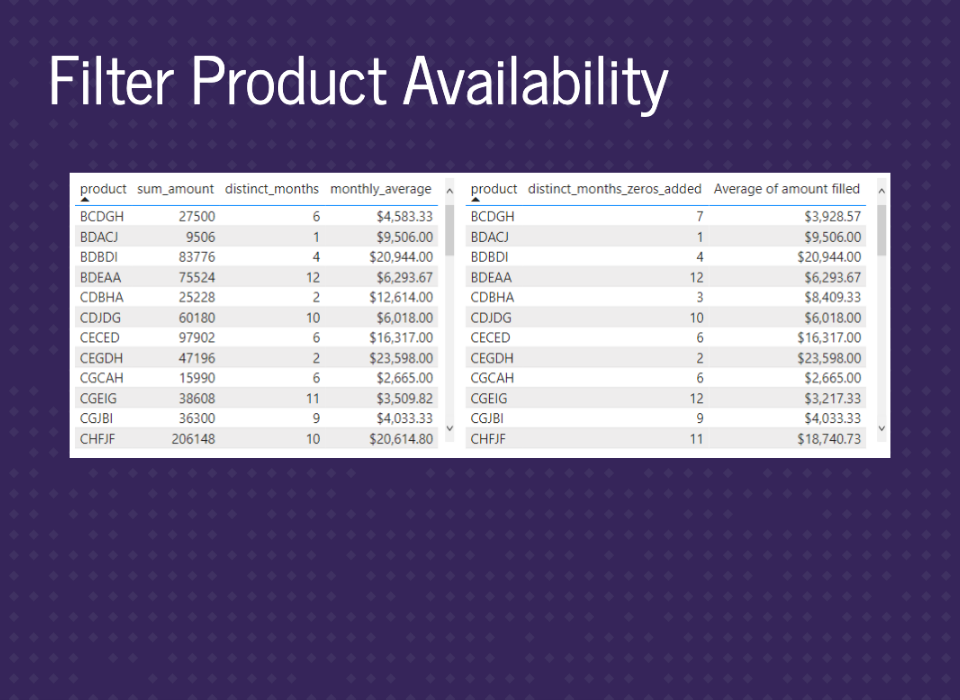 Filter Product Availability
product sum_amount distinct_months monthly_average
BCDGH 27500 6 $4,583.33
BDACJ 9506 1 $9,506.00
BDBDI 83776 4 $20,944.00
BDEAA 75524 12 $6,293.67
CDBHA 25228 2 $12,614.00
CDJDG 60180 10 $6,018.00
CECED 97902 6 $16,317.00
CEGDH 47196 2 $23,598.00
CGCAH 15990 6 $2,665.00
CGEIG 38608 11 $3,509.82
CGJBI 36300 9 $4,033.33
CHFJF 206148 10 $20,614.80
product distinct_months_zeros_added Average of amount filled
BCDGH 7 $3,928.57
BDACJ 1 $9,506.00
BDBDI 4 $20,944.00
BDEAA 12 $6,293.67
CDBHA 3 $8,409.33
CDJDG 10 $6,018.00
CECED 6 $16,317.00
CEGDH 2 $23,598.00
CGCAH 6 $2,665.00
CGEIG 12 $3,217.33
CGJBI 9 $4,033.33
CHFJF 11 $18,740.73